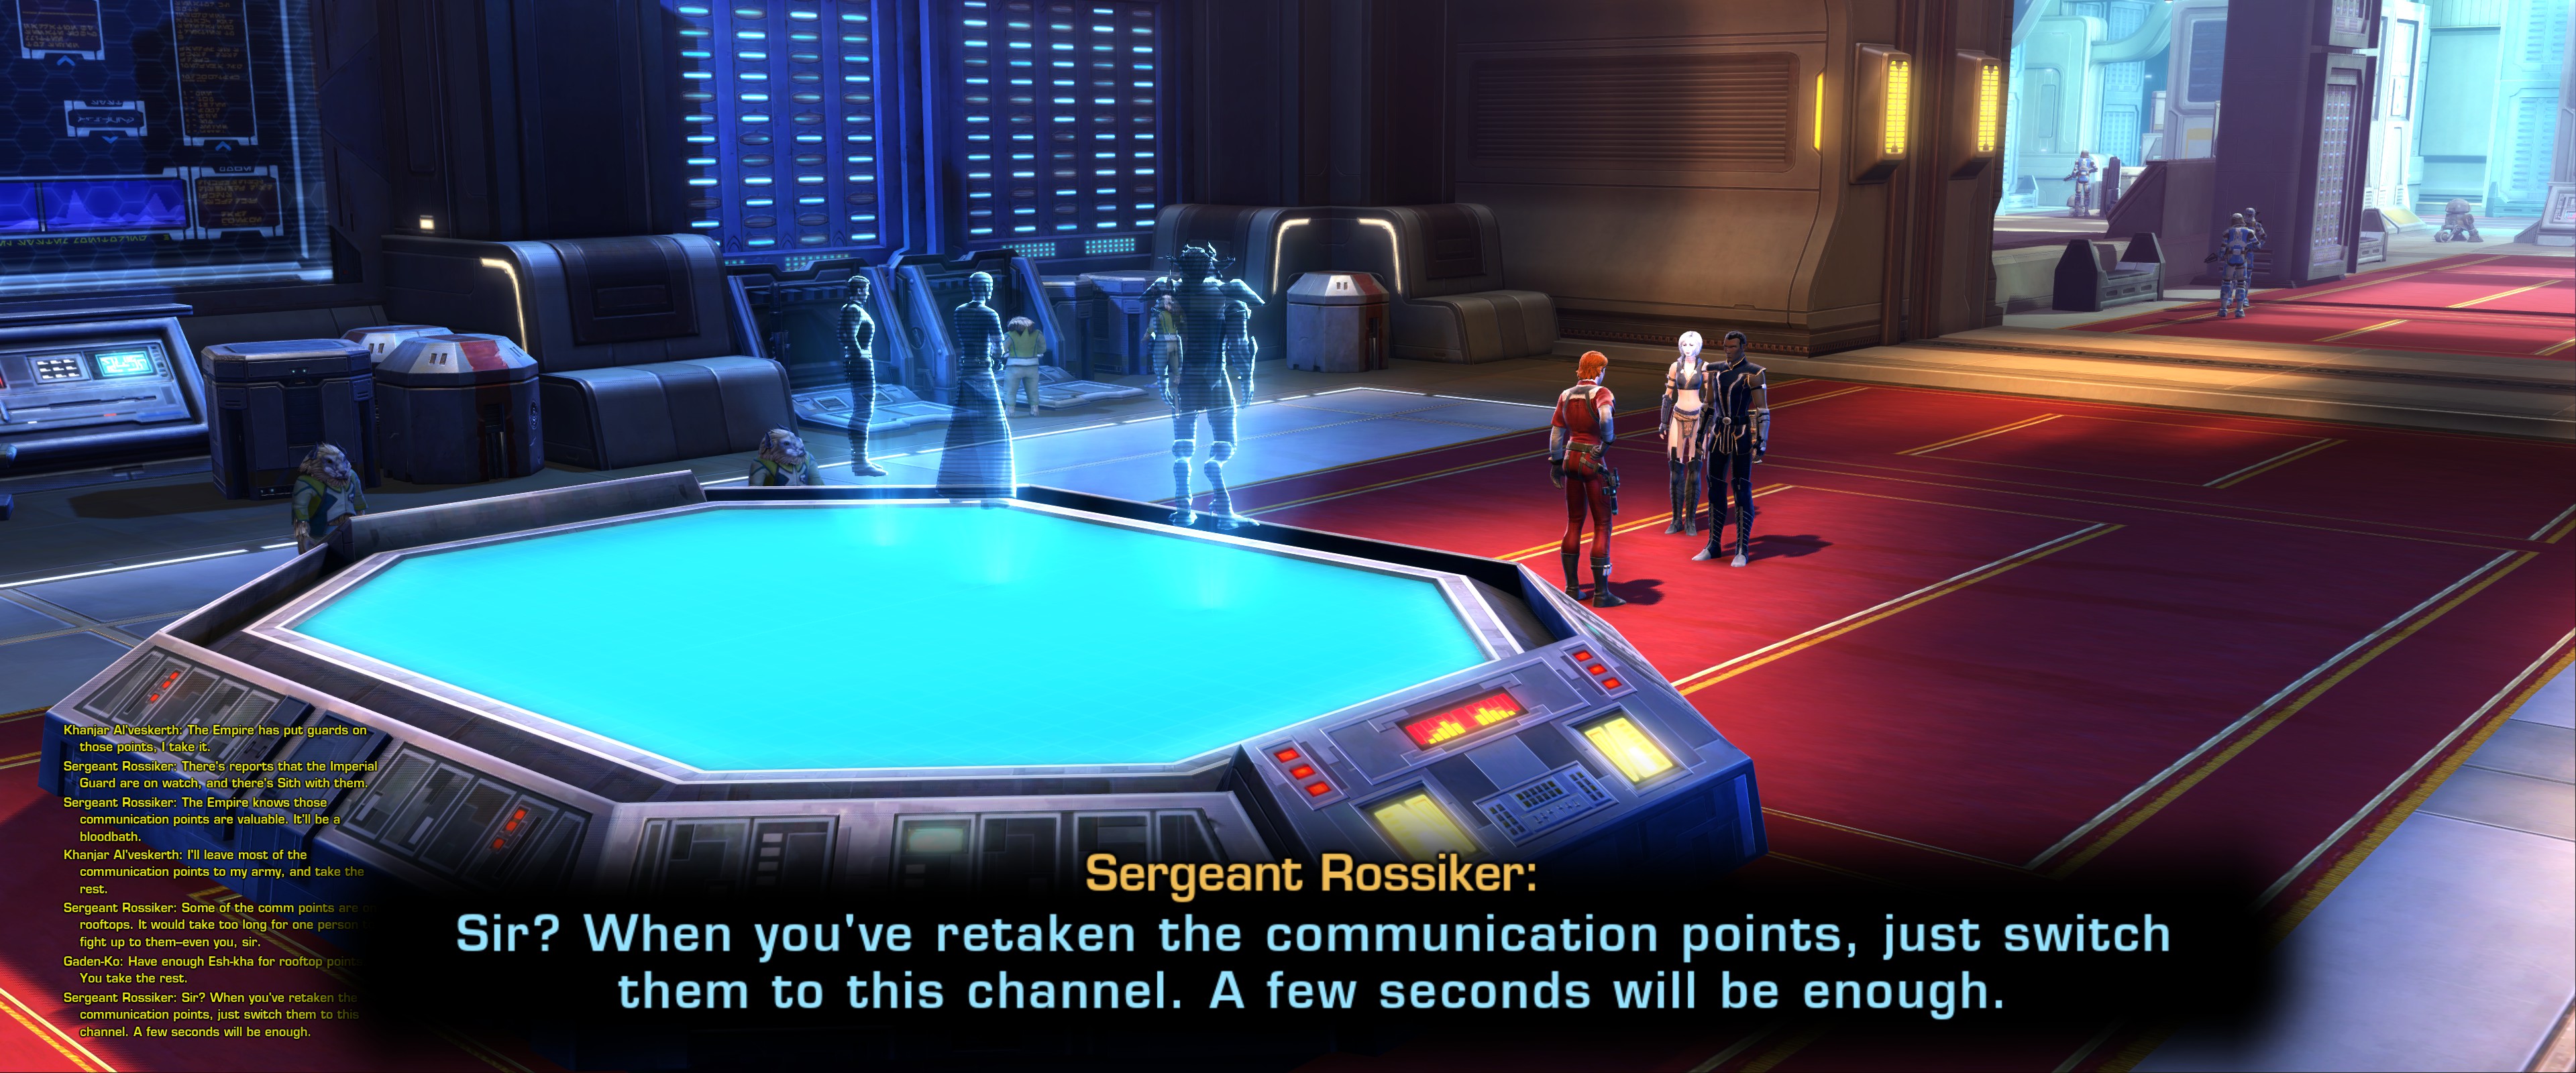 Khanjar Al'veskerth: The Empire has put guards on
those points, I take it.
Sergeant Rossiker: There's reports that the Imperial
Guard are on watch, and there's Sith with them.
Sergeant Rossiker: The Empire knows those
communication points are valuable. It'll be a
bloodbath.
Khanjar Al'veskerth: I'll leave most of the
communication points to my army, and take the
rest.
Sergeant Rossiker: Some of the comm points are
rooftops. It would take too long for one person
fight up to them—even you, sir.
Gaden-Ko: Have enough Esh-kha for rooftop points
You take the rest.
Sergeant Rossiker: Sir? When you've retaken the
communication points, just switch them to this
channel. A few seconds will be enough.
Sergeant Rossiker:
Sir? When you've retaken the communication points, just switch
them to this channel. A few seconds will be enough.